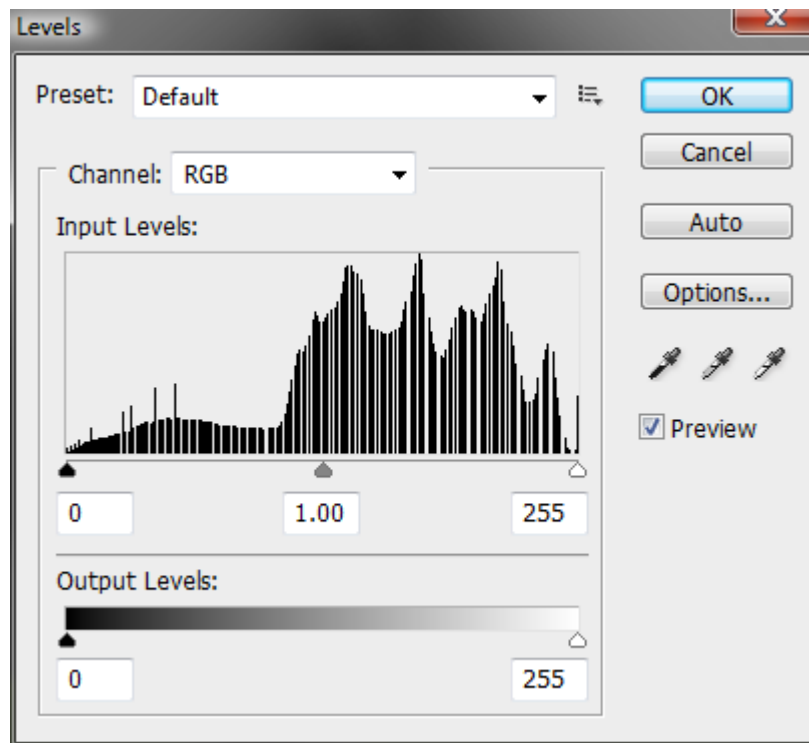 Levels
Preset: Default
OK
Cancel
Channel: RGB
Input Levels:
Auto
Options...
Preview
0 1.00 255
Output Levels:
0 255